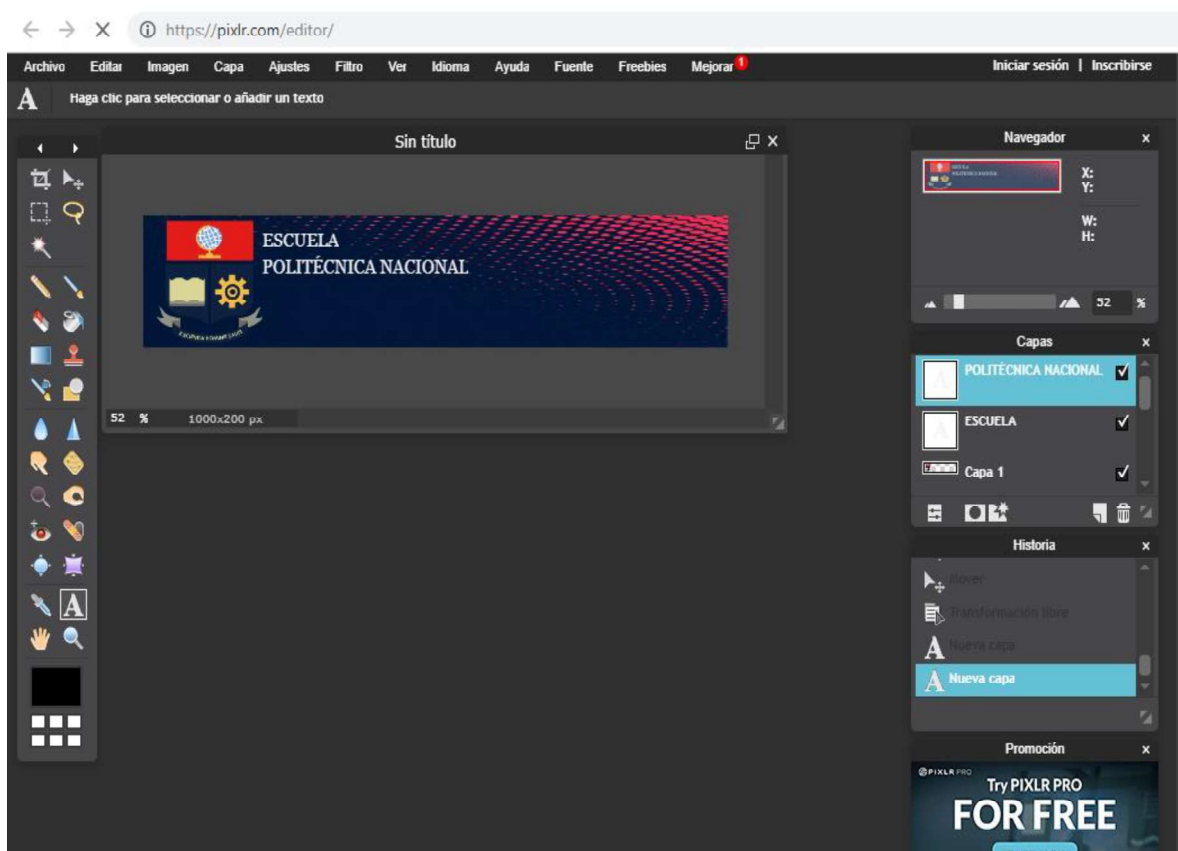 https://pixlr.com/editor/
Archivo Editar Imagen Capa Ajustes Filtro Ver Idioma Ayuda Fuente Freebies Mejorar 1 Iniciar sesión | Inscribirse
A Haga clic para seleccionar o añadir un texto
Sin título
ESCUELA
POLITÉCNICA NACIONAL
52 % 1000x200 px
Navegador x
ESCUELA
POLITÉCNICA NACIONAL
X:
Y:
W:
H:
52 %
Capas x
POLITÉCNICA NACIONAL
ESCUELA
Capa 1
Historia x
Mover
Transformación libre
Nueva capa
Nueva capa
Promoción x
PIXLR PRO
Try PIXLR PRO
FOR FREE